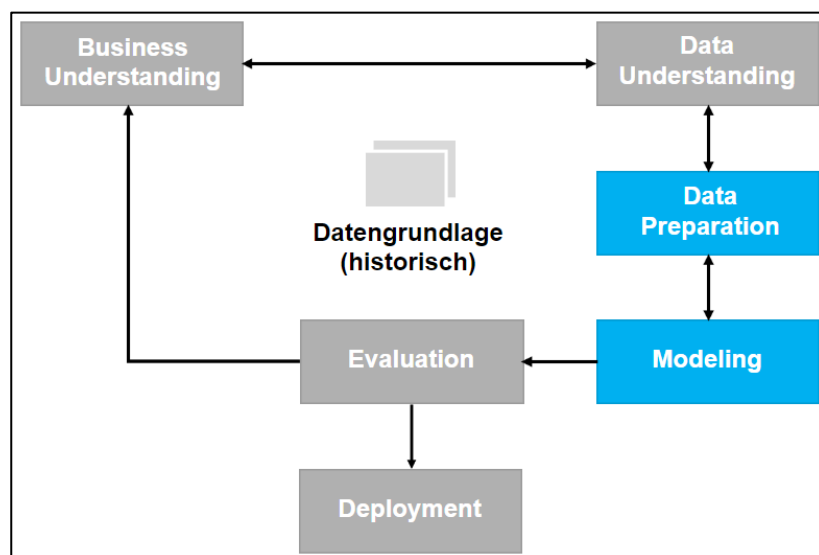 Business
Understanding
Data
Understanding
Data
Preparation
Datengrundlage
(historisch)
Evaluation
Modeling
Deployment